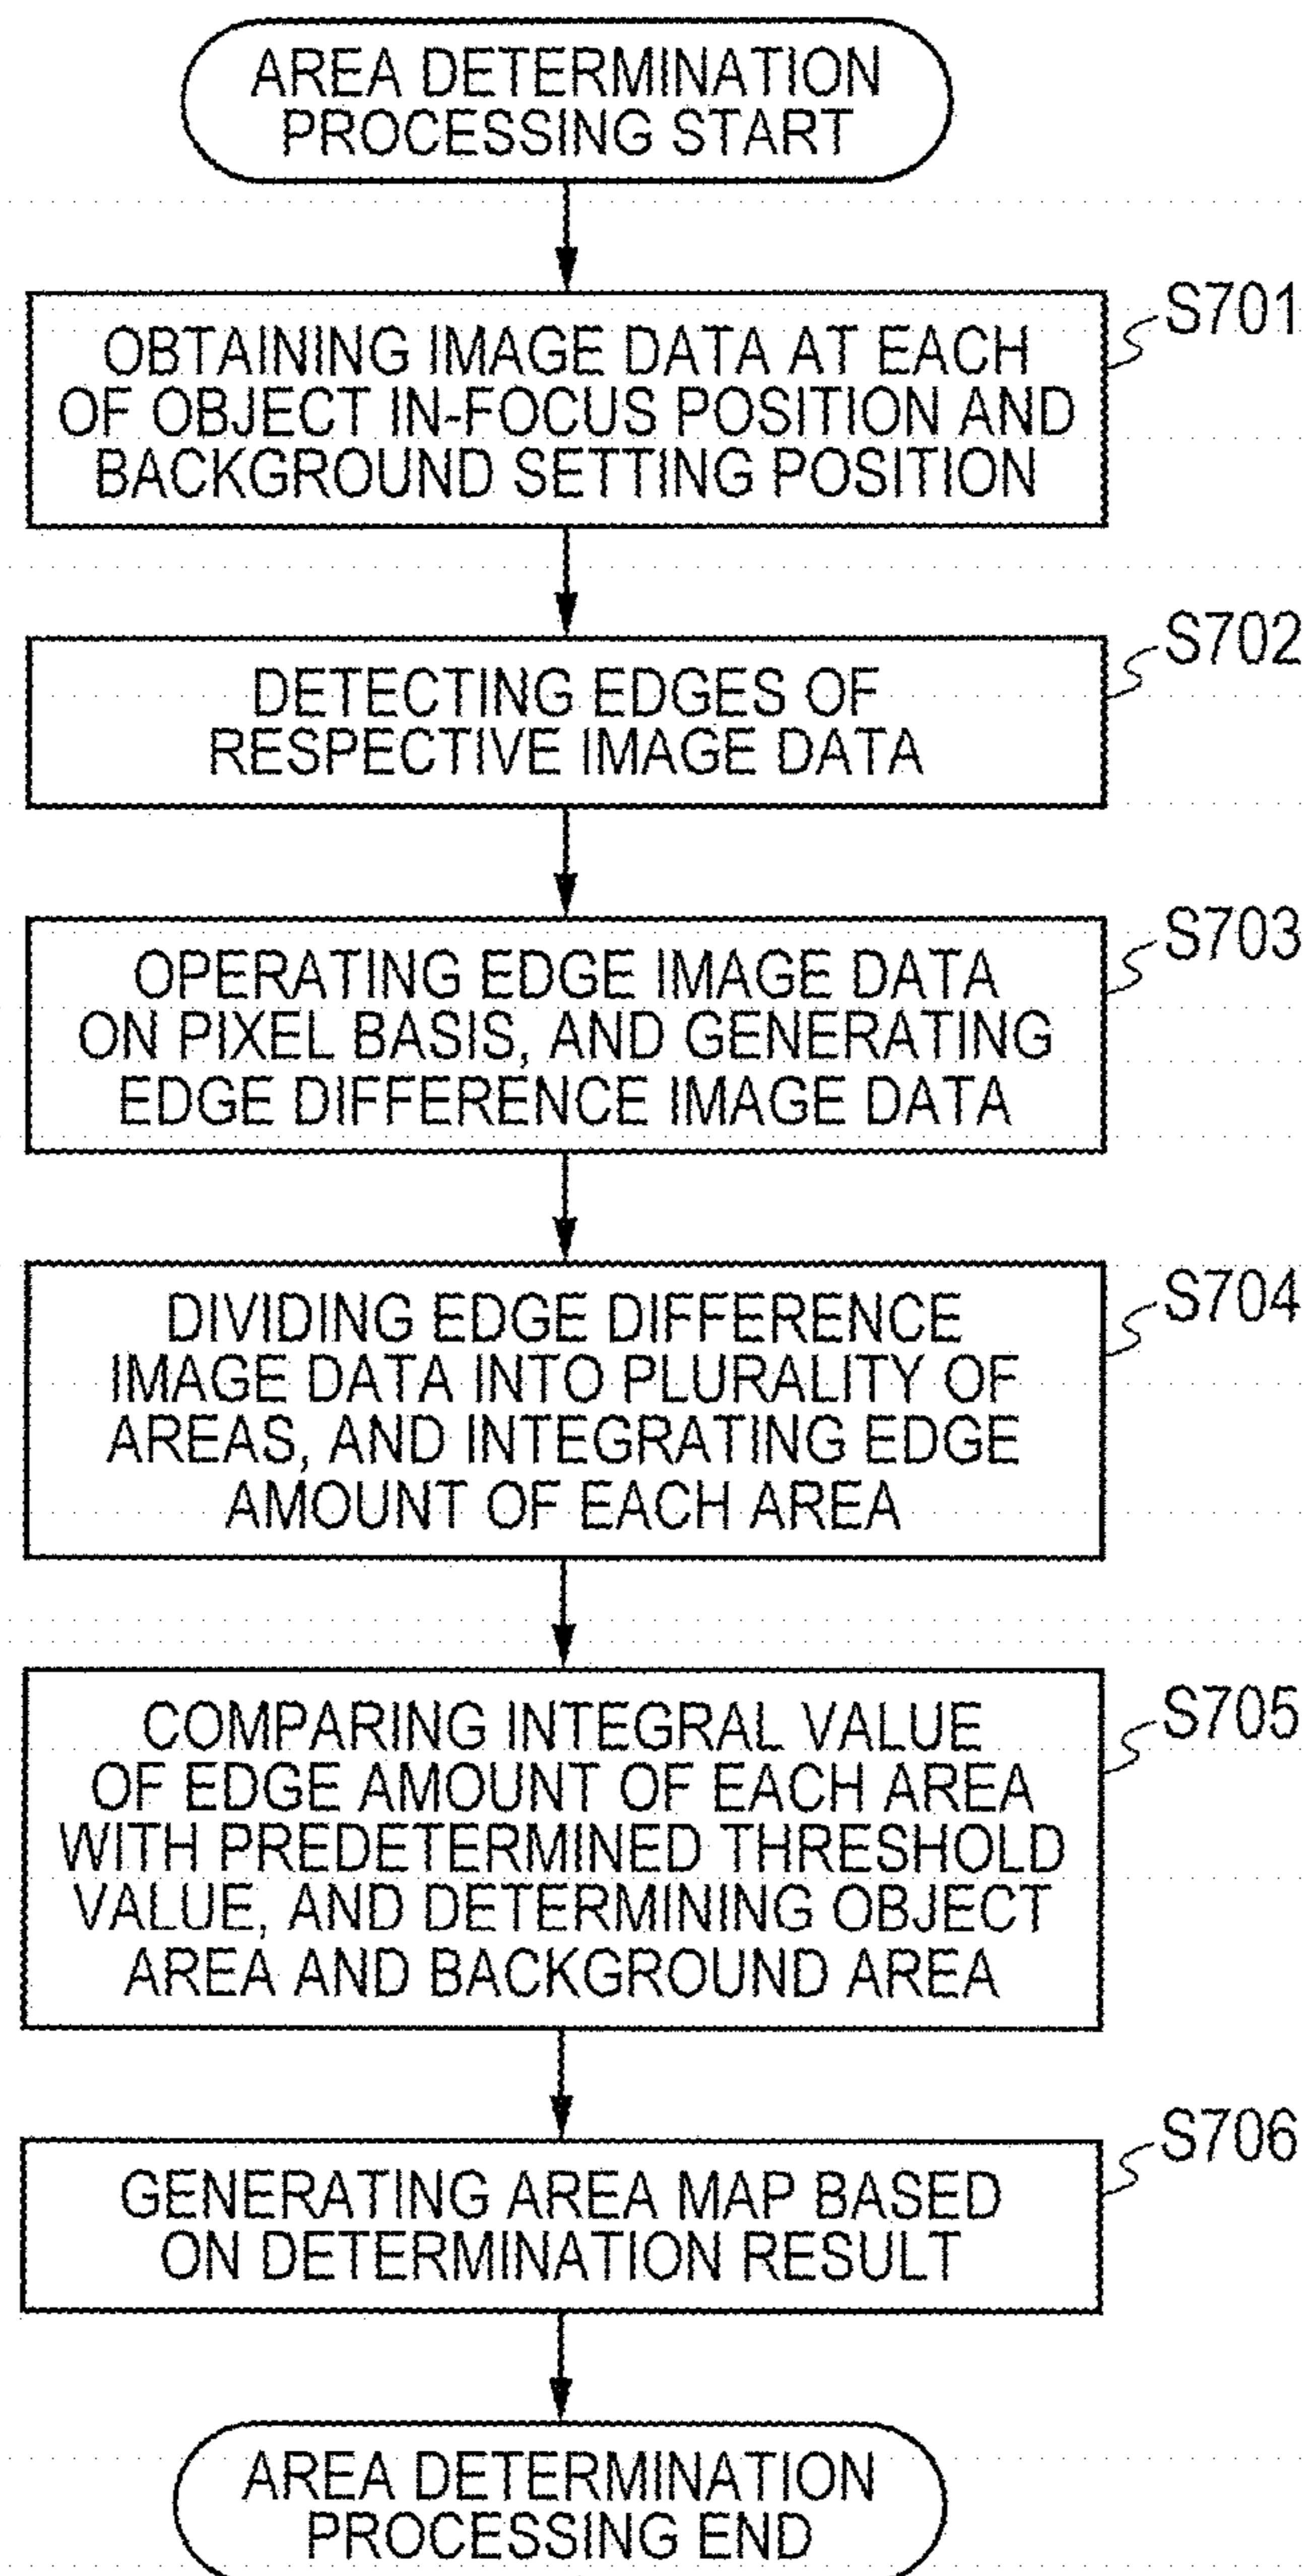 AREA DETERMINATION
PROCESSING START
S701
OBTAINING IMAGE DATA AT EACH
OF OBJECT IN-FOCUS POSITION AND
BACKGROUND SETTING POSITION
S702
DETECTING EDGES OF
RESPECTIVE IMAGE DATA
S703
OPERATING EDGE IMAGE DATA
ON PIXEL BASIS, AND GENERATING
EDGE DIFFERENCE IMAGE DATA
S704
DIVIDING EDGE DIFFERENCE
IMAGE DATA INTO PLURALITY OF
AREAS, AND INTEGRATING EDGE
AMOUNT OF EACH AREA
S705
COMPARING INTEGRAL VALUE
OF EDGE AMOUNT OF EACH AREA
WITH PREDETERMINED THRESHOLD
VALUE, AND DETERMINING OBJECT
AREA AND BACKGROUND AREA
S706
GENERATING AREA MAP BASED
ON DETERMINATION RESULT
AREA DETERMINATION
PROCESSING END